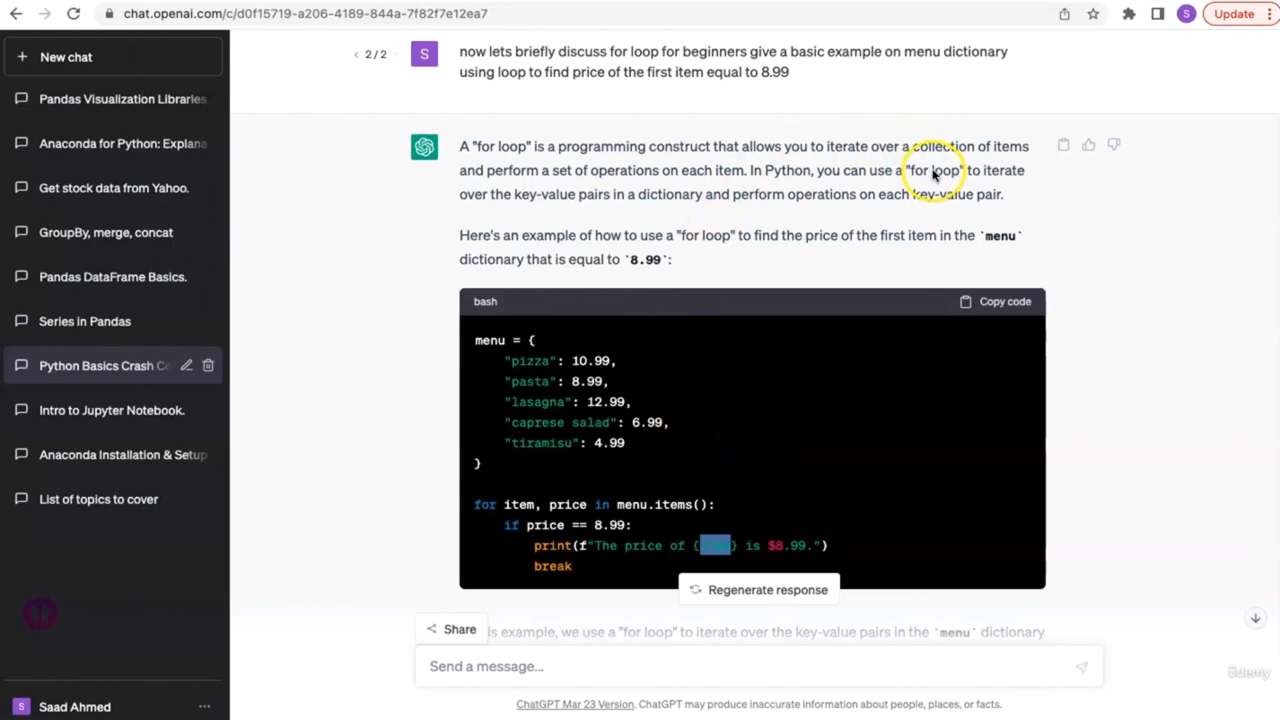 chat.openai.com/c/d0f15719-a206-4189-844a-7f82f7e12ea7
S
Update
New chat
Pandas Visualization Libraries
Anaconda for Python: Explana
Get stock data from Yahoo.
GroupBy, merge, concat
Pandas DataFrame Basics.
Series in Pandas
Python Basics Crash Co
Intro to Jupyter Notebook.
Anaconda Installation & Setup
List of topics to cover
S Saad Ahmed ...
< 2/2 >
S
now lets briefly discuss for loop for beginners give a basic example on menu dictionary
using loop to find price of the first item equal to 8.99
A "for loop" is a programming construct that allows you to iterate over a collection of items
and perform a set of operations on each item. In Python, you can use a "for loop" to iterate
over the key-value pairs in a dictionary and perform operations on each key-value pair.
Here's an example of how to use a "for loop" to find the price of the first item in the `menu`
dictionary that is equal to `8.99`:
bash
Copy code
menu = {
"pizza": 10.99,
"pasta": 8.99,
"lasagna": 12.99,
"caprese salad": 6.99,
"tiramisu": 4.99
}
for item, price in menu.items():
if price == 8.99:
print(f"The price of {item} is $8.99.")
break
Regenerate response
Share
is example, we use a "for loop" to iterate over the key-value pairs in the `menu` dictionary
Send a message...
ChatGPT Mar 23 Version. ChatGPT may produce inaccurate information about people, places, or facts.
ûdemy